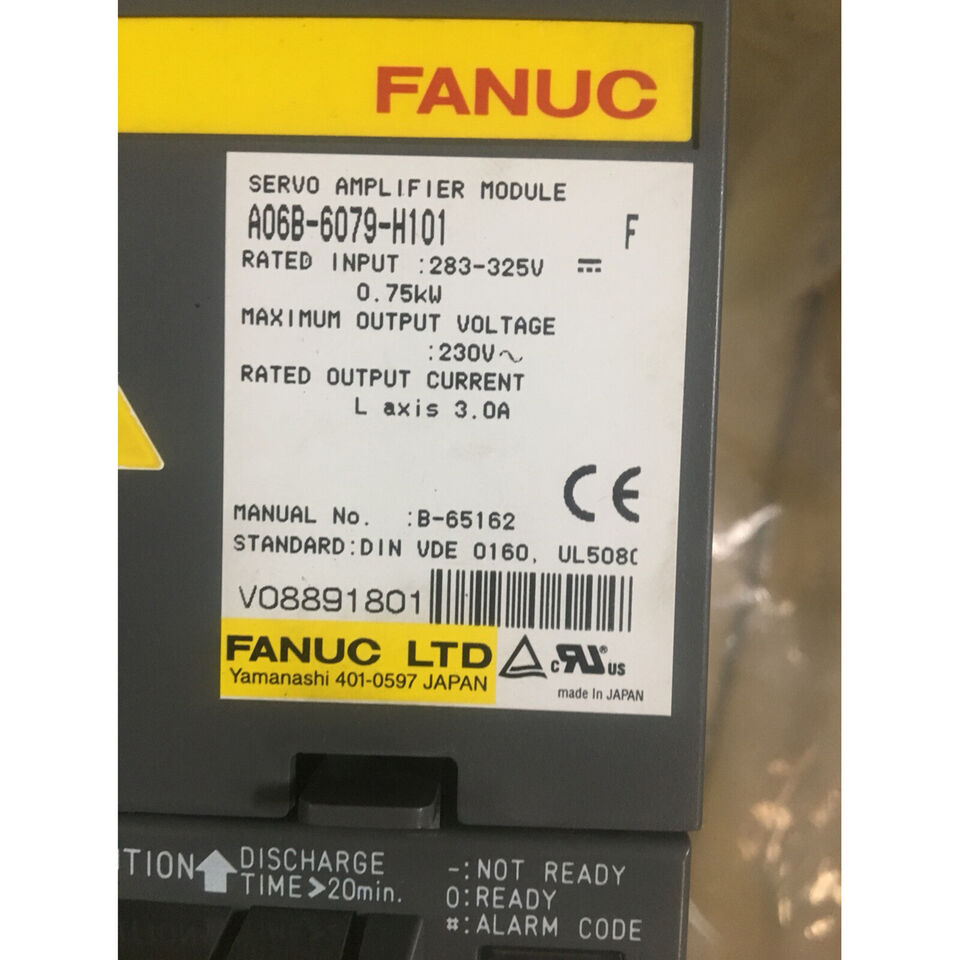 FANUC
SERVO AMPLIFIER MODULE
A06B-6079-H101 F
RATED INPUT :283-325V ⎓
0.75kW
MAXIMUM OUTPUT VOLTAGE
:230V~
RATED OUTPUT CURRENT
L axis 3.0A
CE
MANUAL No. :B-65162
STANDARD:DIN VDE 0160, UL508C
V08891801
FANUC LTD
Yamanashi 401-0597 JAPAN
c RU ® US
made In JAPAN
TION DISCHARGE
TIME>20min.
-: NOT READY
0: READY
#: ALARM CODE